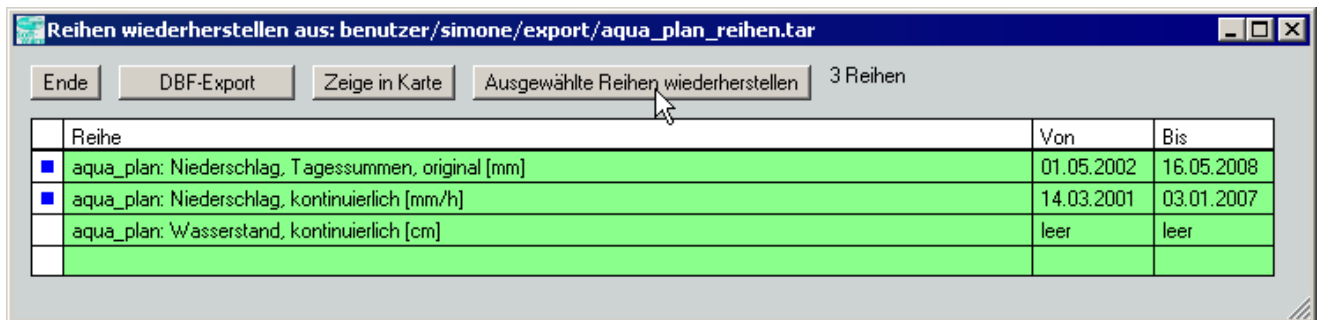 Reihen wiederherstellen aus: benutzer/simone/export/aqua_plan_reihen.tar
Ende DBF-Export Zeige in Karte Ausgewählte Reihen wiederherstellen 3 Reihen
Reihe Von Bis
aqua_plan: Niederschlag, Tagessummen, original [mm] 01.05.2002 16.05.2008
aqua_plan: Niederschlag, kontinuierlich [mm/h] 14.03.2001 03.01.2007
aqua_plan: Wasserstand, kontinuierlich [cm] leer leer